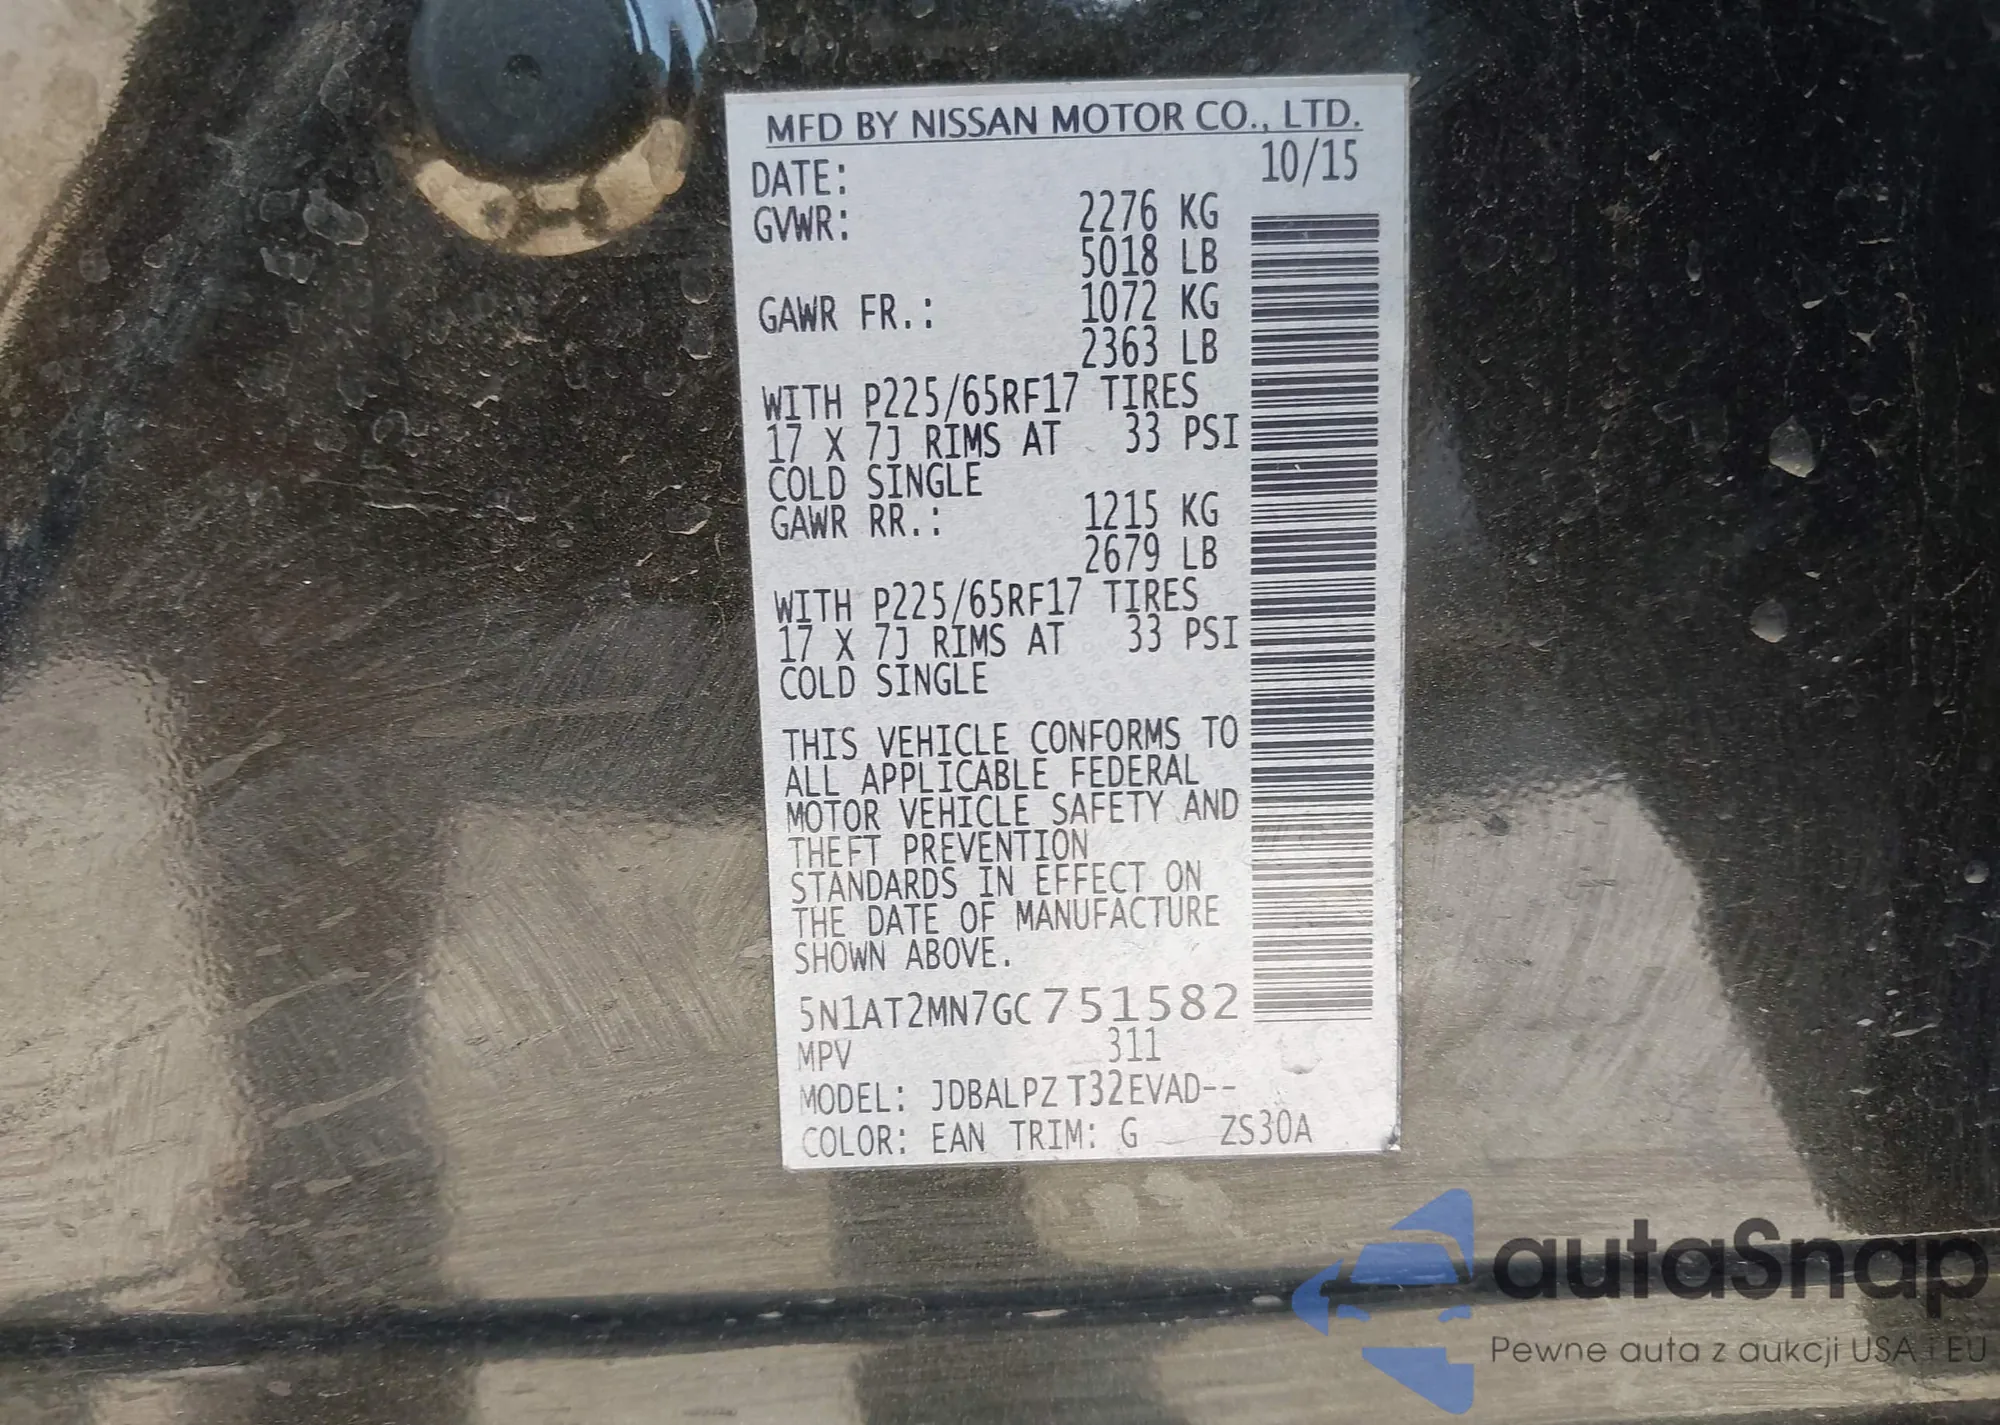 MFD BY NISSAN MOTOR CO., LTD.
DATE: 10/15
GVWR: 2276 KG
5018 LB
GAWR FR.: 1072 KG
2363 LB
WITH P225/65RF17 TIRES
17 X 7J RIMS AT 33 PSI
COLD SINGLE
GAWR RR.: 1215 KG
2679 LB
WITH P225/65RF17 TIRES
17 X 7J RIMS AT 33 PSI
COLD SINGLE
THIS VEHICLE CONFORMS TO
ALL APPLICABLE FEDERAL
MOTOR VEHICLE SAFETY AND
THEFT PREVENTION
STANDARDS IN EFFECT ON
THE DATE OF MANUFACTURE
SHOWN ABOVE.
5N1AT2MN7GC751582
MPV 311
MODEL: JDBALPZ T32EVAD--
COLOR: EAN TRIM: G ZS30A
autaSnap
Pewne auta z aukcji USA i EU